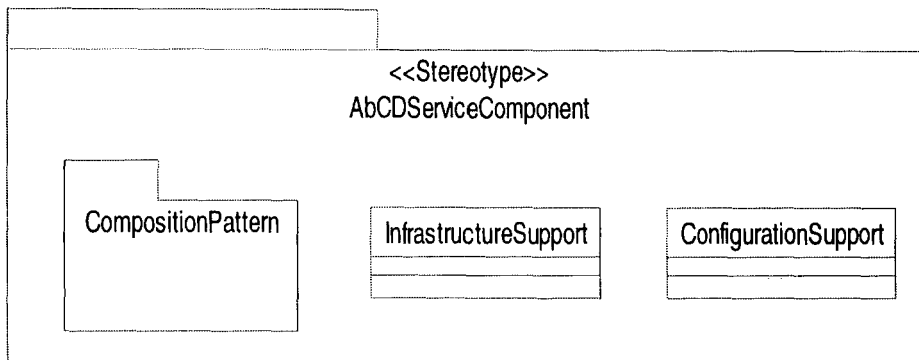 <<Stereotype>>
AbCDServiceComponent
CompositionPattern
InfrastructureSupport
ConfigurationSupport